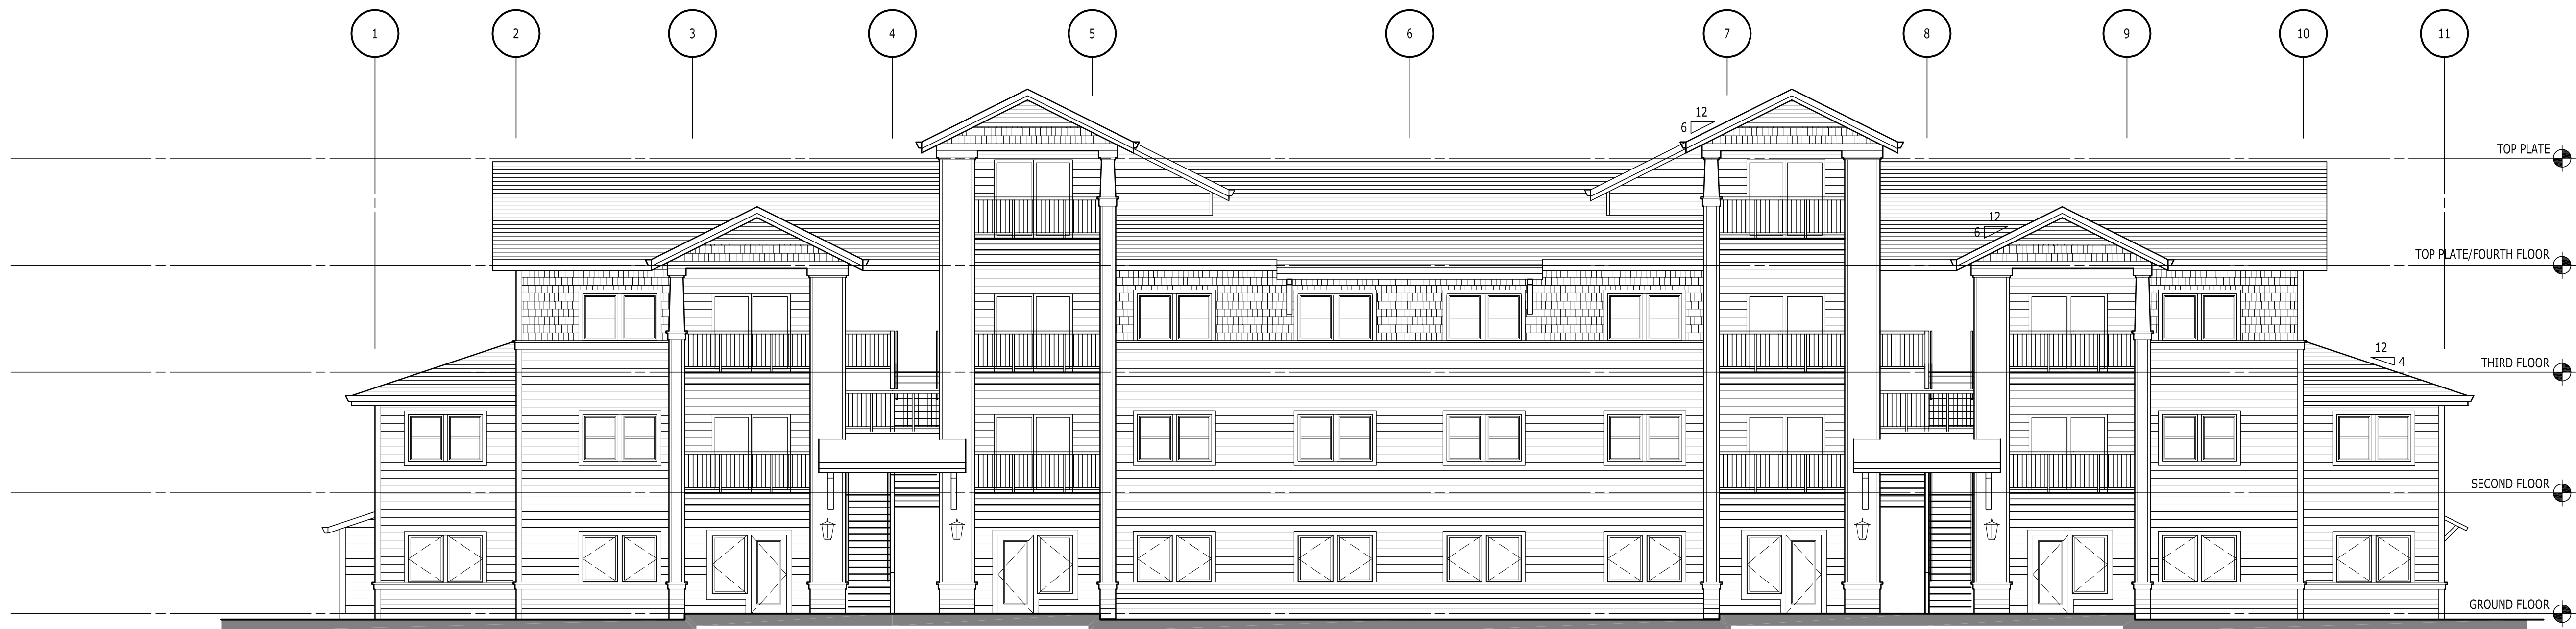 1 2 3 4 5 6 7 8 9 10 11
12
6
TOP PLATE
12
6
TOP PLATE/FOURTH FLOOR
12
4
THIRD FLOOR
SECOND FLOOR
GROUND FLOOR